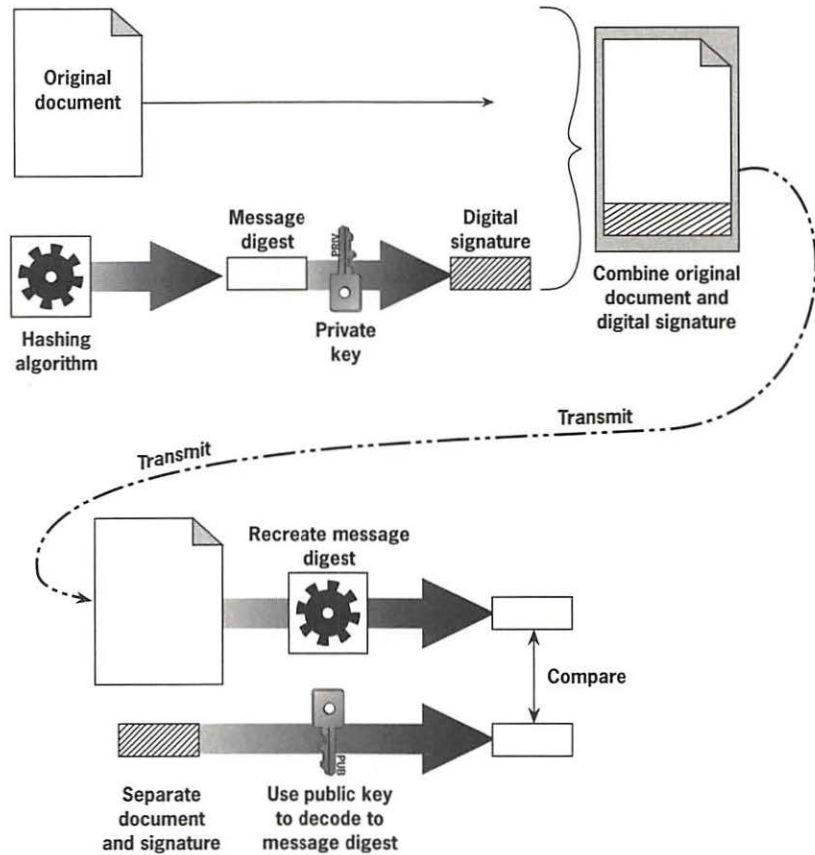 Original
document
Message
digest
Digital
signature
PRIV
Hashing
algorithm
Private
key
Combine original
document and
digital signature
Transmit
Transmit
Recreate message
digest
Compare
PUB
Separate
document
and signature
Use public key
to decode to
message digest